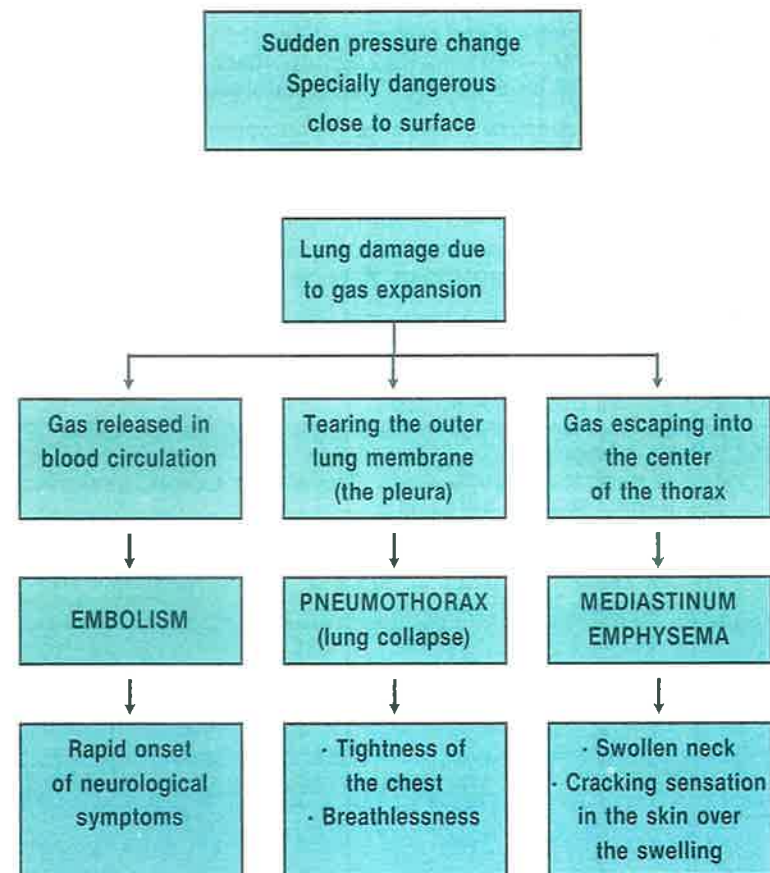 Sudden pressure change
Specially dangerous
close to surface
Lung damage due
to gas expansion
Gas released in
blood circulation
Tearing the outer
lung membrane
(the pleura)
Gas escaping into
the center
of the thorax
EMBOLISM
PNEUMOTHORAX
(lung collapse)
MEDIASTINUM
EMPHYSEMA
Rapid onset
of neurological
symptoms
· Tightness of
the chest
· Breathlessness
· Swollen neck
· Cracking sensation
in the skin over
the swelling